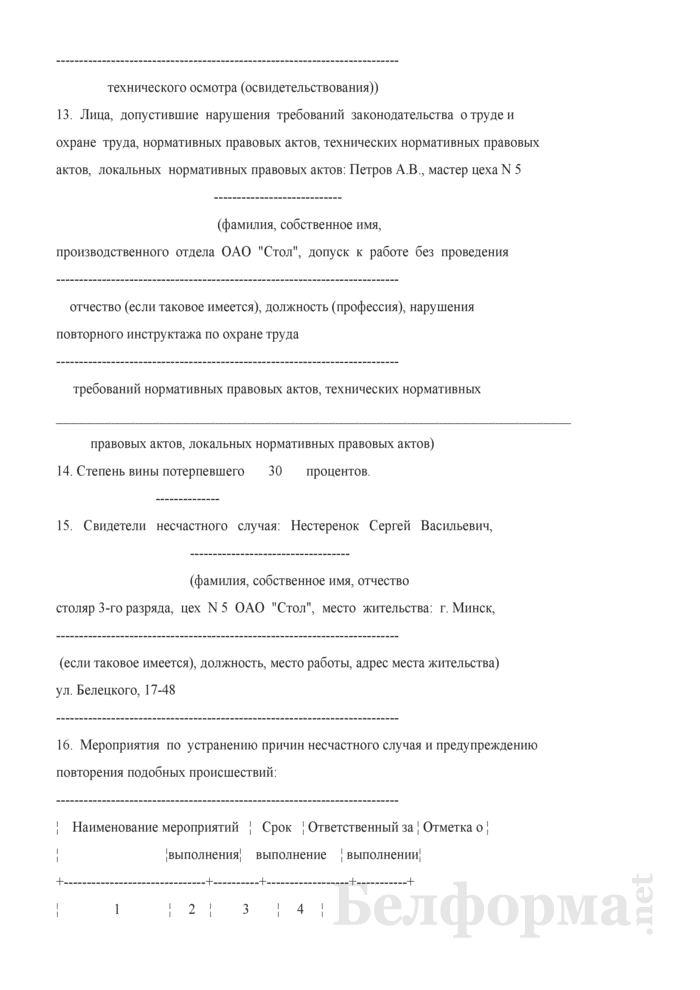 ---------------------------------------------------------------------------
технического осмотра (освидетельствования))
13. Лица, допустившие нарушения требований законодательства о труде и
охране труда, нормативных правовых актов, технических нормативных правовых
актов, локальных нормативных правовых актов: Петров А.В., мастер цеха N 5
----------------------------
(фамилия, собственное имя,
производственного отдела ОАО "Стол", допуск к работе без проведения
---------------------------------------------------------------------------
отчество (если таковое имеется), должность (профессия), нарушения
повторного инструктажа по охране труда
---------------------------------------------------------------------------
требований нормативных правовых актов, технических нормативных
___________________________________________________________________________
правовых актов, локальных нормативных правовых актов)
14. Степень вины потерпевшего 30 процентов.
--------------
15. Свидетели несчастного случая: Нестеренок Сергей Васильевич,
-----------------------------------
(фамилия, собственное имя, отчество
столяр 3-го разряда, цех N 5 ОАО "Стол", место жительства: г. Минск,
---------------------------------------------------------------------------
(если таковое имеется), должность, место работы, адрес места жительства)
ул. Белецкого, 17-48
---------------------------------------------------------------------------
16. Мероприятия по устранению причин несчастного случая и предупреждению
повторения подобных происшествий:
---------------------------------------------------------------------------
¦ Наименование мероприятий ¦ Срок ¦ Ответственный за ¦ Отметка о ¦
¦ ¦выполнения¦ выполнение ¦ выполнении¦
+-------------------------------+----------+------------------+-----------+
¦ 1 ¦ 2 ¦ 3 ¦ 4 ¦
Белформа.net